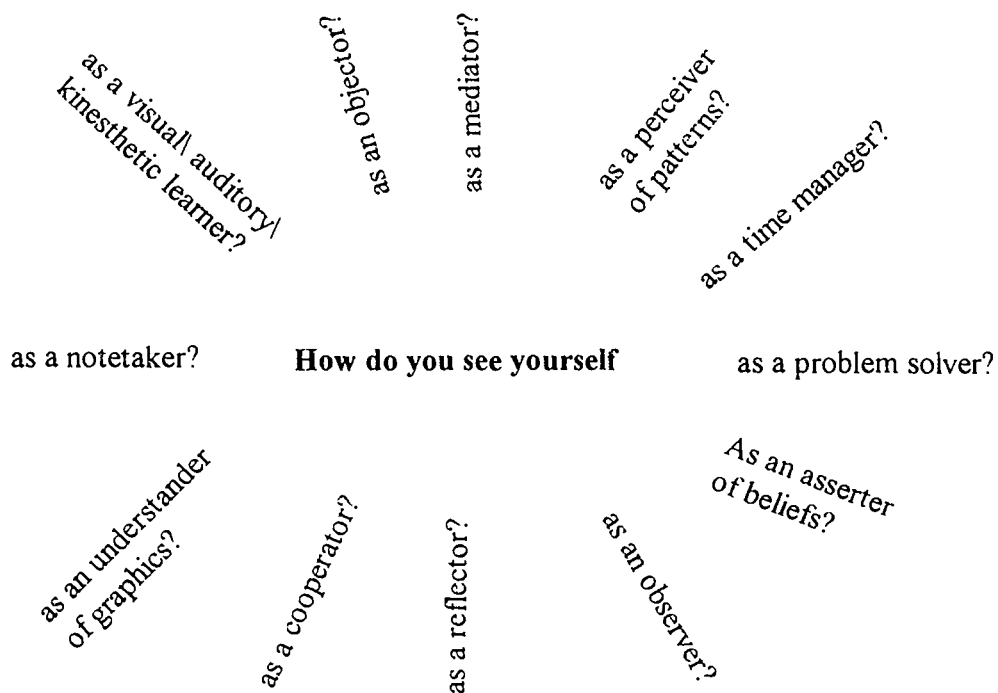 as a visual\ auditory\
kinesthetic learner?
as an objector?
as a mediator?
as a perceiver
of patterns?
as a time manager?
as a notetaker?
How do you see yourself
as a problem solver?
As an asserter
of beliefs?
as an understander
of graphics?
as a cooperator?
as a reflector?
as an observer?